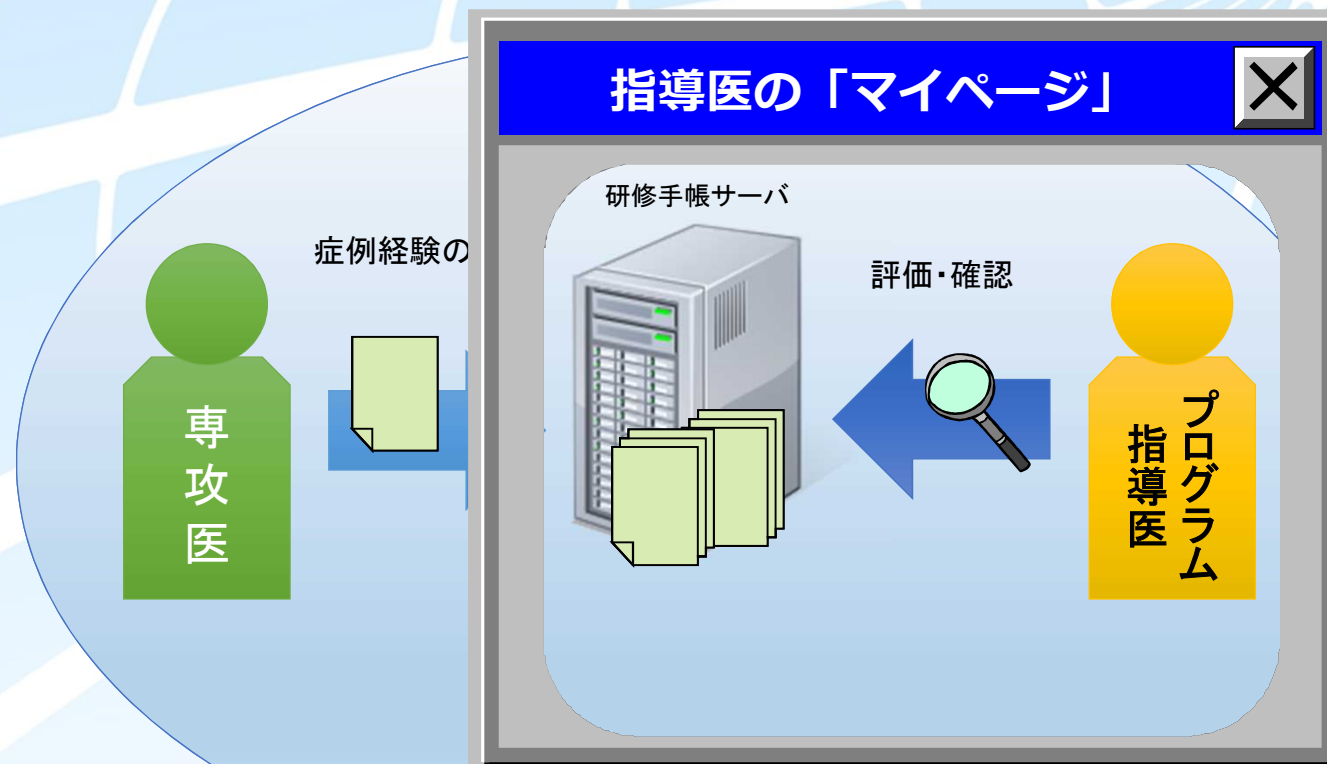 指導医の「マイページ」
研修手帳サーバ
症例経験の
評価・確認
専攻医
プログラム
指導医